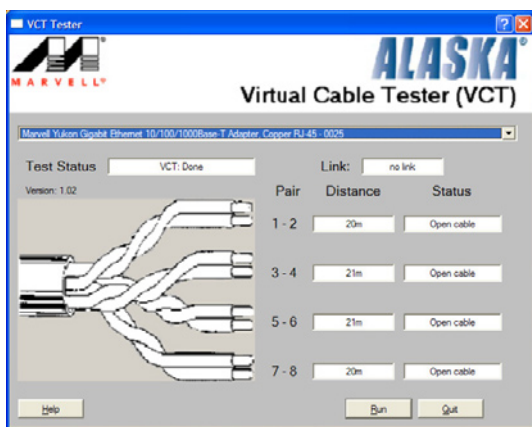 VCT Tester
MARVELL®
ALASKA®
Virtual Cable Tester (VCT)
Marvell Yukon Gigabit Ethernet 10/100/1000Base-T Adapter, Copper RJ-45 - 0025
Test Status VCT: Done Link: no link
Version: 1.02
Pair Distance Status
1 - 2 20m Open cable
3 - 4 21m Open cable
5 - 6 21m Open cable
7 - 8 20m Open cable
Help Run Quit